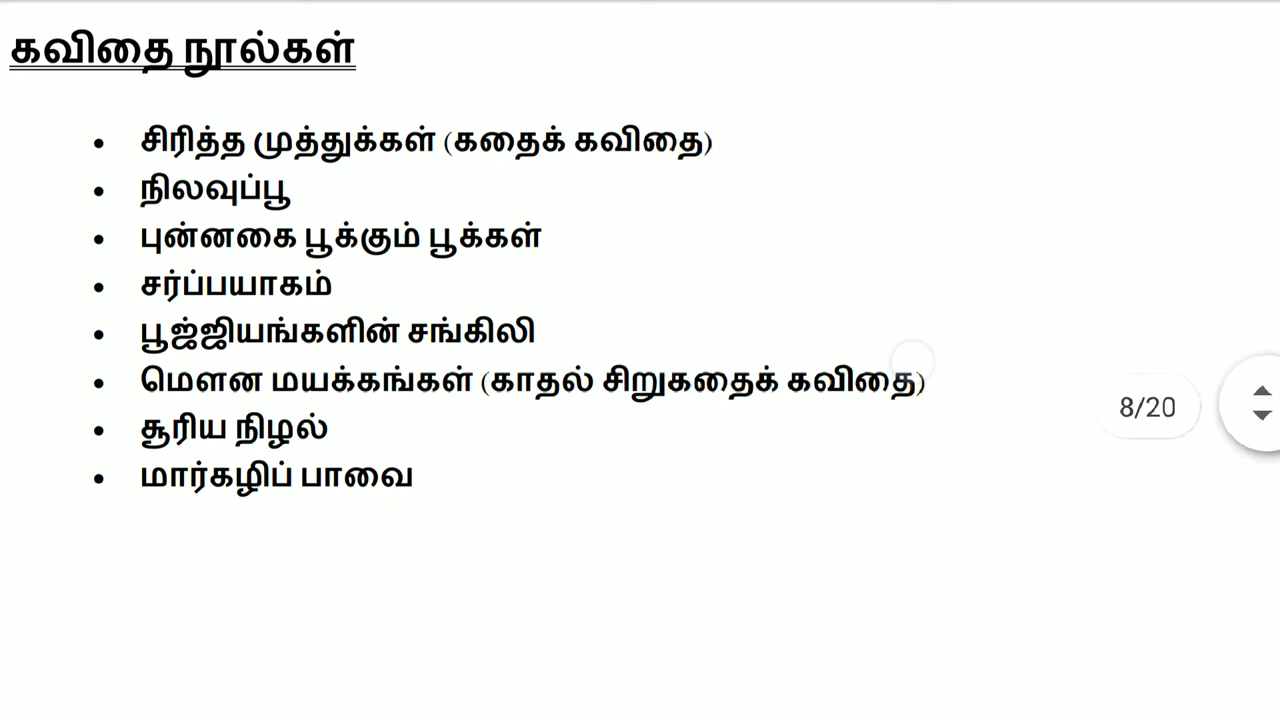 கவிதை நூல்கள்
• சிரித்த முத்துக்கள் (கதைக் கவிதை)
• நிலவுப்பூ
• புன்னகை பூக்கும் பூக்கள்
• சர்ப்பயாகம்
• பூஜ்ஜியங்களின் சங்கிலி
• மௌன மயக்கங்கள் (காதல் சிறுகதைக் கவிதை)
8/20
• சூரிய நிழல்
• மார்கழிப் பாவை